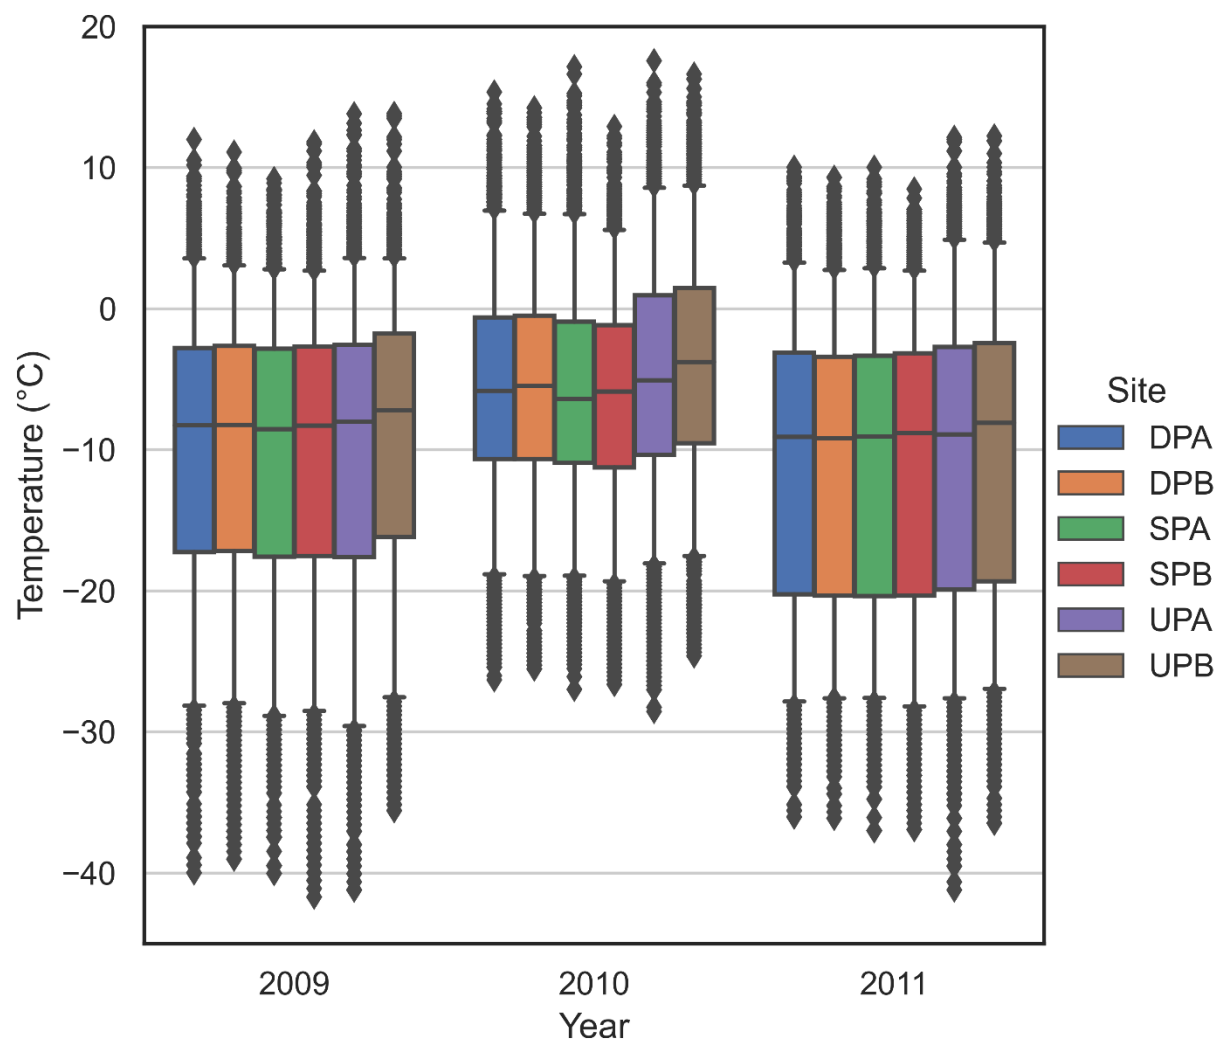 20
10
0
−10
−20
−30
−40
Temperature (°C)
2009
2010
2011
Year
Site
DPA
DPB
SPA
SPB
UPA
UPB